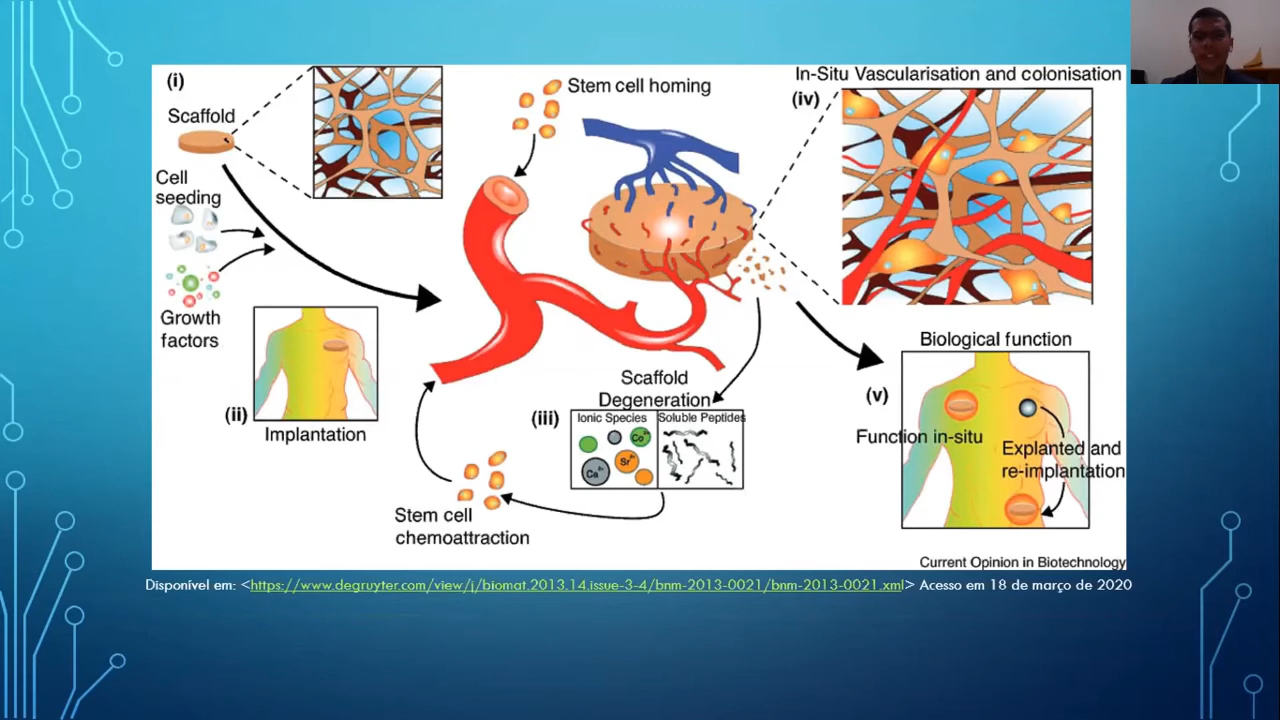 (i)
Scaffold
Cell
seeding
Growth
factors
(ii)
Implantation
Stem cell homing
Scaffold
Degeneration
(iii)
Ionic Species
Soluble Peptides
Co²⁺
Ca²⁺
Sr²⁺
Stem cell
chemoattraction
In-Situ Vascularisation and colonisation
(iv)
Biological function
(v)
Function in-situ
Explanted and
re-implantation
Current Opinion in Biotechnology
Disponível em: <https://www.degruyter.com/view/j/biomat.2013.14.issue-3-4/bnm-2013-0021/bnm-2013-0021.xml> Acesso em 18 de março de 2020